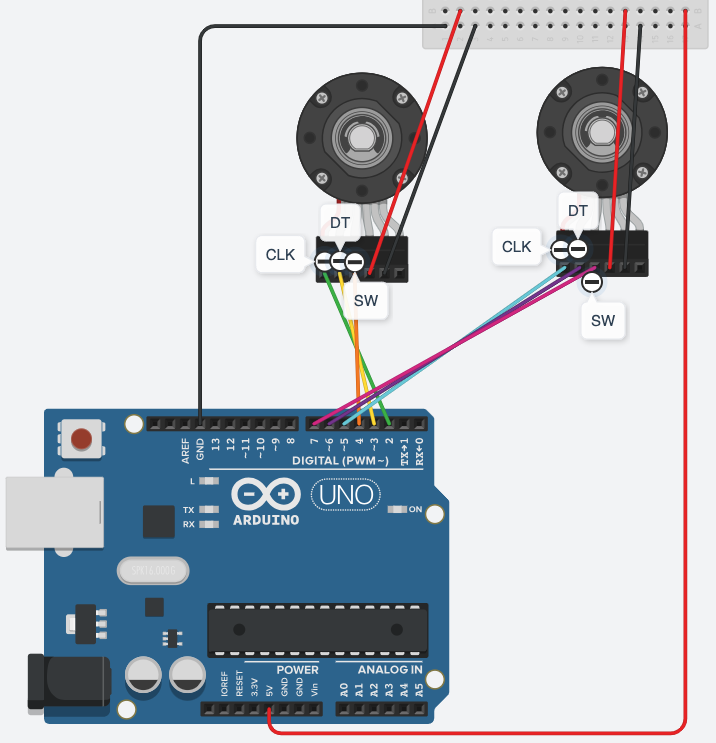 CLK
DT
SW
CLK
DT
SW
AREF
GND
13
12
~11
~10
~9
8
7
~6
~5
4
~3
2
TX→1
RX←0
DIGITAL (PWM~)
L
TX
RX
ARDUINO
UNO
ON
POWER
ANALOG IN
IOREF
RESET
3.3V
5V
GND
GND
Vin
A0
A1
A2
A3
A4
A5